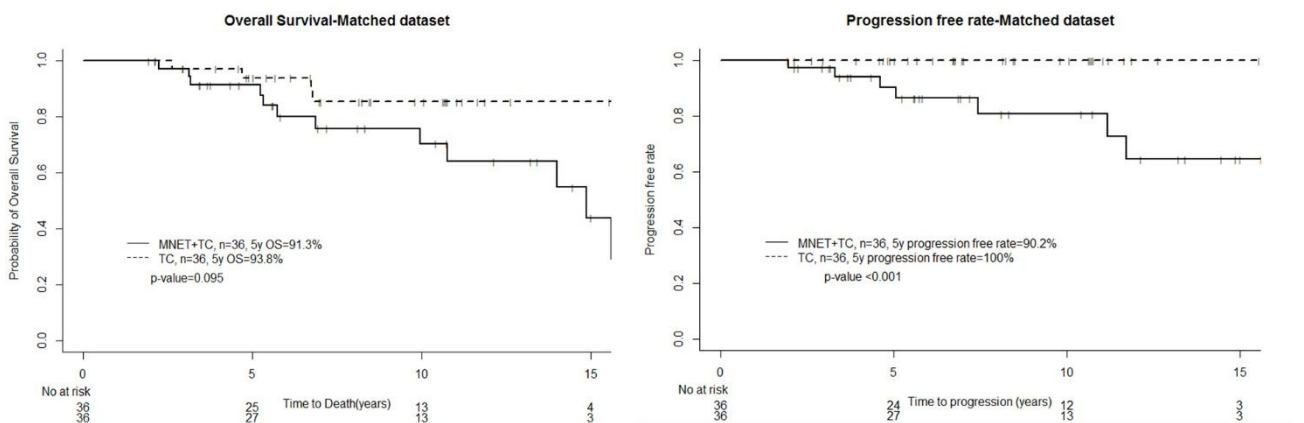 Overall Survival-Matched dataset
Probability of Overall Survival
1.0
0.8
0.6
0.4
0.2
0.0
MNET+TC, n=36, 5y OS=91.3%
TC, n=36, 5y OS=93.8%
p-value=0.095
0 5 10 15
No at risk
Time to Death(years)
36 25 13 4
36 27 13 3
Progression free rate-Matched dataset
Progression free rate
1.0
0.8
0.6
0.4
0.2
0.0
MNET+TC, n=36, 5y progression free rate=90.2%
TC, n=36, 5y progression free rate=100%
p-value <0.001
0 5 10 15
No at risk
Time to progression (years)
36 24 12 3
36 27 13 3